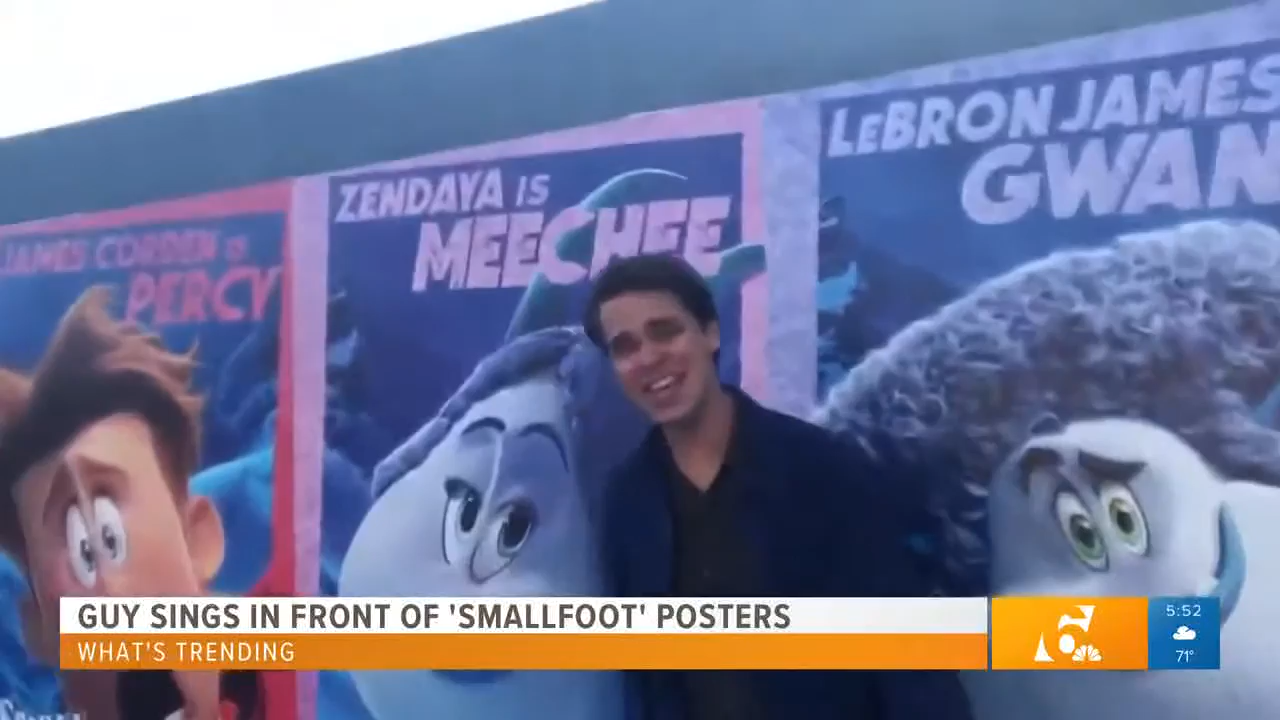 JAMES CORDEN IS
PERCY
ZENDAYA IS
MEECHEE
LEBRON JAMES
GWAN
GUY SINGS IN FRONT OF 'SMALLFOOT' POSTERS
WHAT'S TRENDING
6
5:52
71°